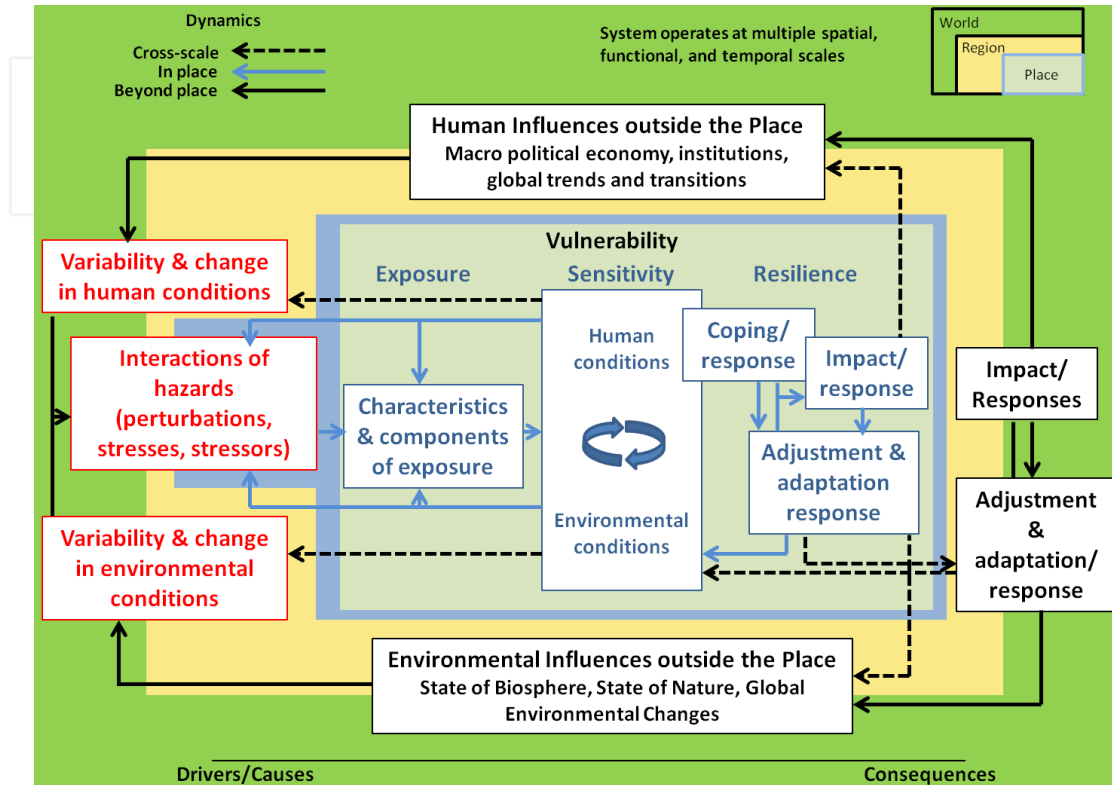 Dynamics
Cross-scale
In place
Beyond place
System operates at multiple spatial,
functional, and temporal scales
World
Region
Place
Human Influences outside the Place
Macro political economy, institutions,
global trends and transitions
Vulnerability
Exposure
Sensitivity
Resilience
Variability & change
in human conditions
Interactions of
hazards
(perturbations,
stresses, stressors)
Variability & change
in environmental
conditions
Characteristics
& components
of exposure
Human
conditions
Environmental
conditions
Coping/
response
Impact/
response
Adjustment &
adaptation
response
Impact/
Responses
Adjustment
&
adaptation/
response
Environmental Influences outside the Place
State of Biosphere, State of Nature, Global
Environmental Changes
Drivers/Causes
Consequences